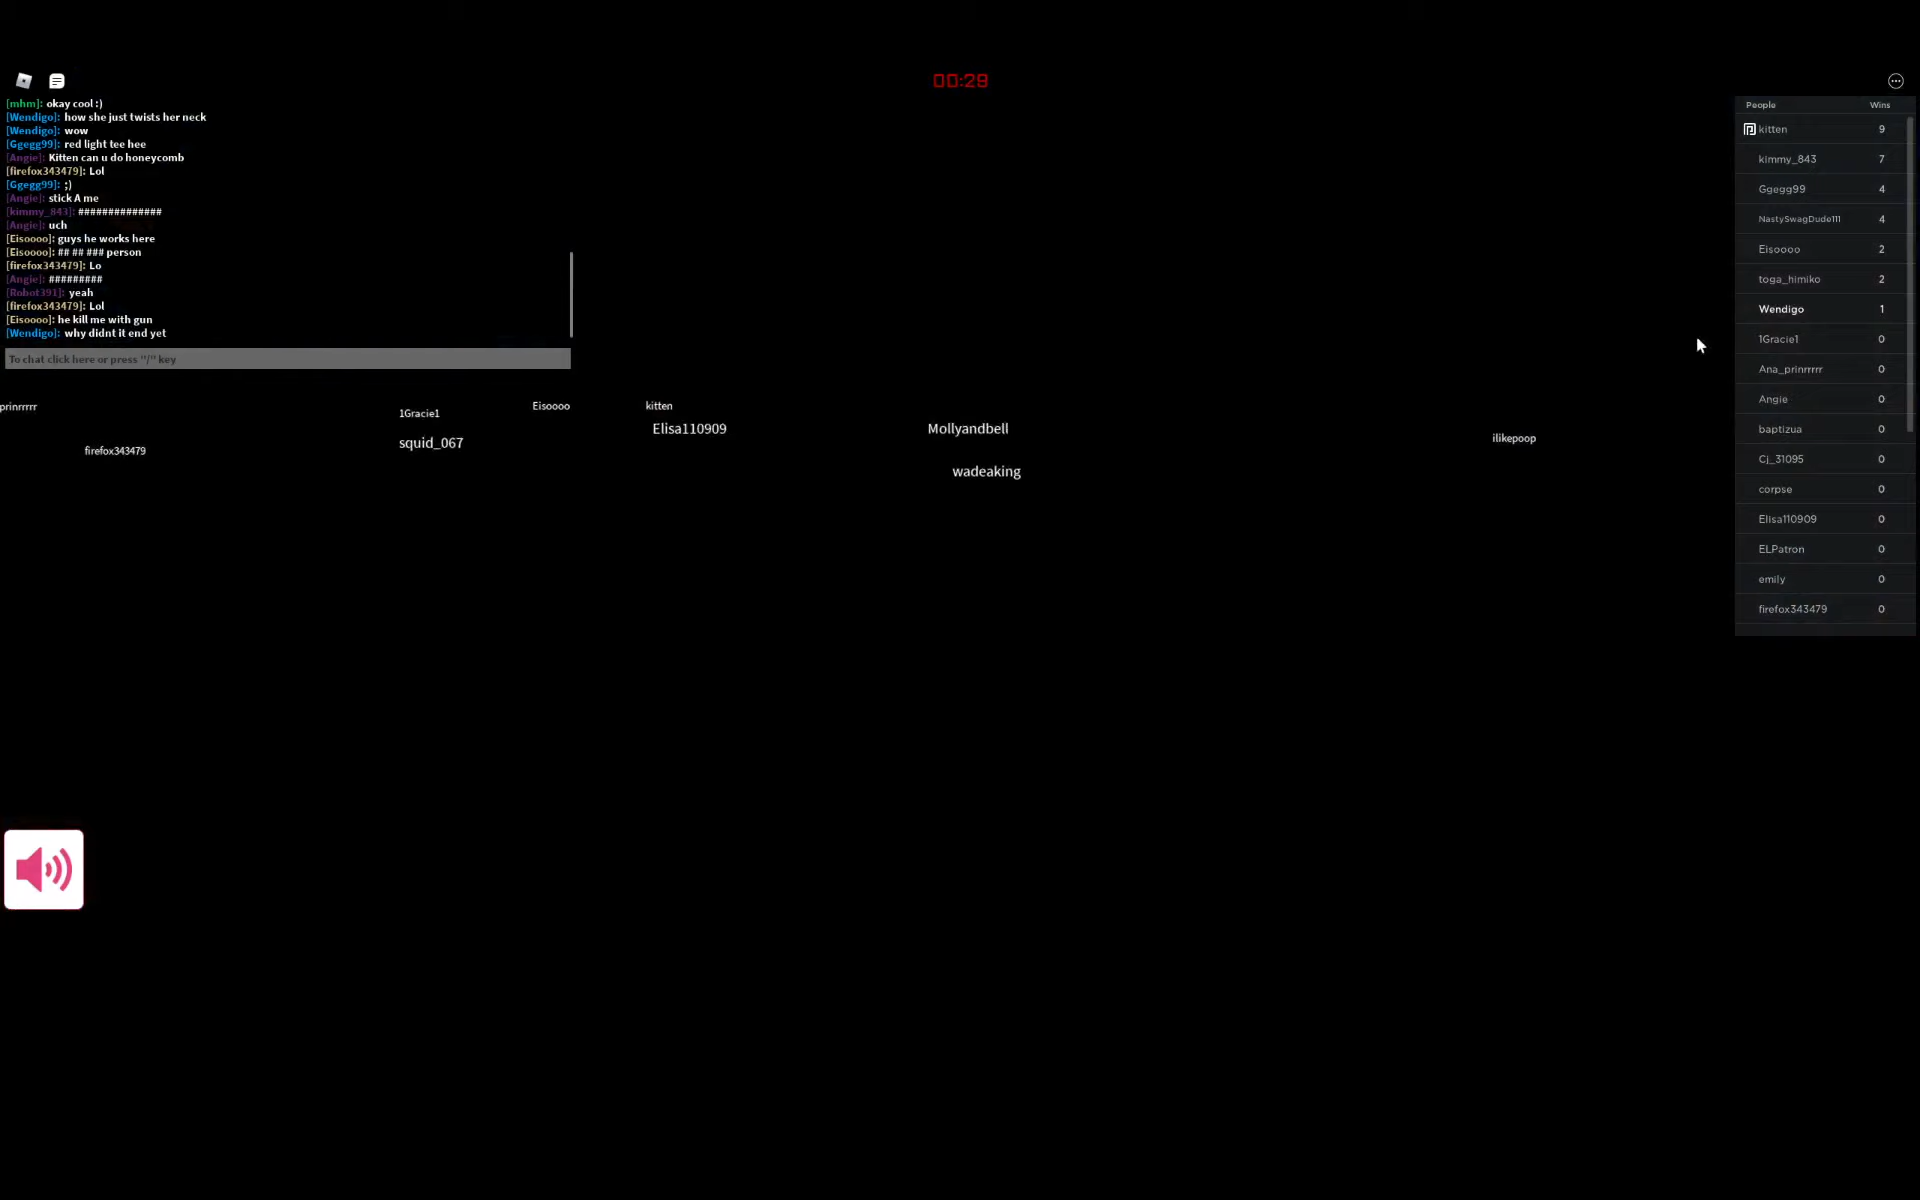 00:28
[mhm]: okay cool :)
[Wendigo]: how she just twists her neck
[Wendigo]: wow
[Ggegg99]: red light tee hee
[Angie]: Kitten can u do honeycomb
[firefox343479]: Lol
[Ggegg99]: ;)
[Angie]: stick A me
[kimmy_843]: ##############
[Angie]: uch
[Eisoooo]: guys he works here
[Eisoooo]: ## ## ### person
[firefox343479]: Lo
[Angie]: #########
[Robot391]: yeah
[firefox343479]: Lol
[Eisoooo]: he kill me with gun
[Wendigo]: why didnt it end yet
To chat click here or press "/" key
People Wins
kitten 9
kimmy_843 7
Ggegg99 4
NastySwagDude111 4
Eisoooo 2
toga_himiko 2
Wendigo 1
1Gracie1 0
Ana_prinrrrrr 0
Angie 0
baptizua 0
Cj_31095 0
corpse 0
Elisa110909 0
ELPatron 0
emily 0
firefox343479 0
prinrrrrr
1Gracie1
Eisoooo
kitten
Elisa110909
Mollyandbell
ilikepoop
firefox343479
squid_067
wadeaking